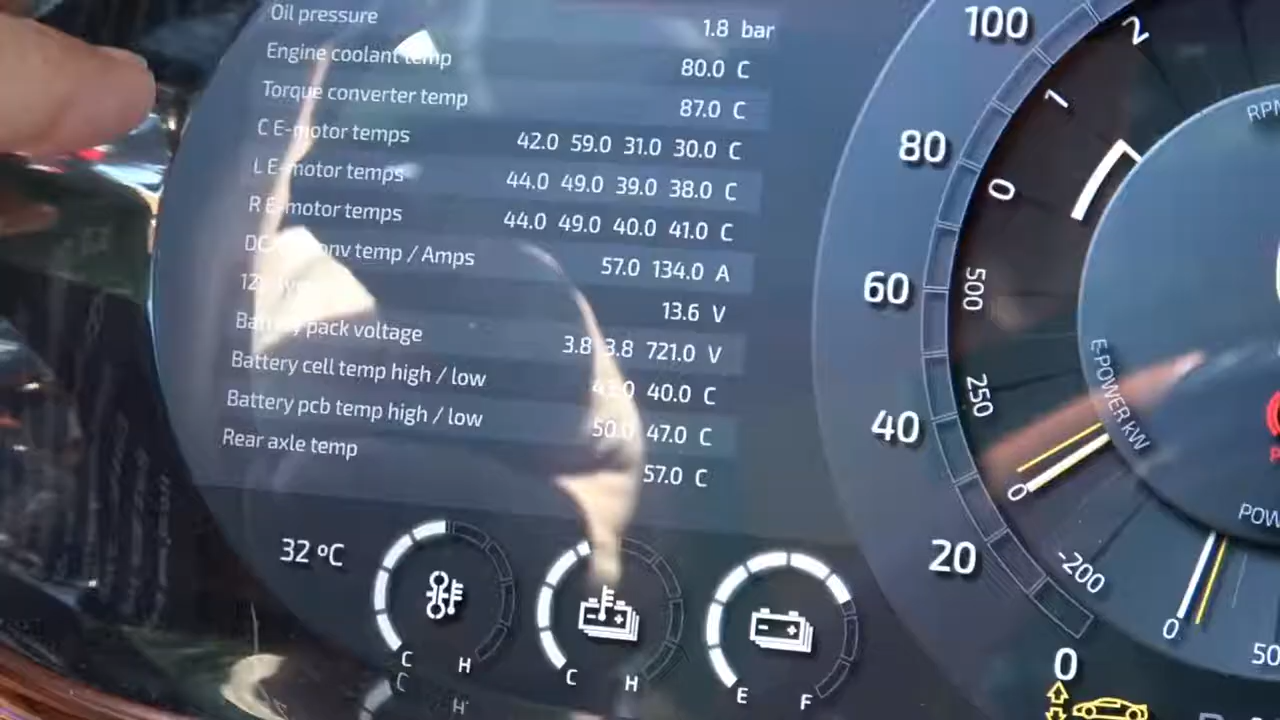 Oil pressure 1.8 bar
Engine coolant temp 80.0 C
Torque converter temp 87.0 C
C E-motor temps 42.0 59.0 31.0 30.0 C
L E-motor temps 44.0 49.0 39.0 38.0 C
R E-motor temps 44.0 49.0 40.0 41.0 C
temp / Amps 57.0 134.0 A
13.6 V
Battery pack voltage 3.8 3.8 721.0 V
Battery cell temp high / low 43.0 40.0 C
Battery pcb temp high / low 50.0 47.0 C
Rear axle temp 57.0 C
32 ºC
C H
C H
E F
C H
100
80
60
40
20
0
2
1
0
500
250
0
-200
RPM
E-POWER kW
0
50